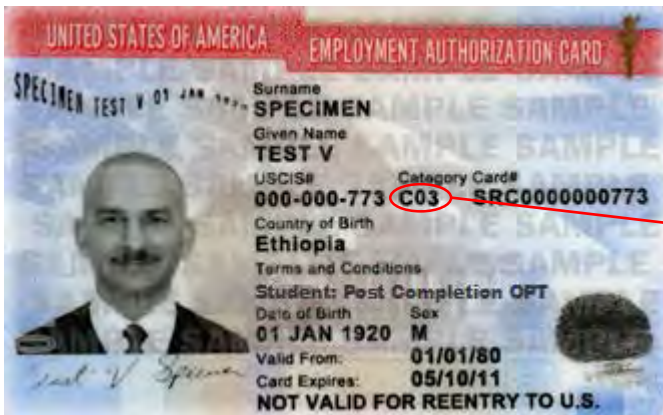 UNITED STATES OF AMERICA
EMPLOYMENT AUTHORIZATION CARD
SPECIMEN TEST V 01 JAN
Surname
SPECIMEN
Given Name
TEST V
USCIS# Category Card#
000-000-773 C03 SRC0000000773
Country of Birth
Ethiopia
Terms and Conditions
Student: Post Completion OPT
Date of Birth Sex
01 JAN 1920 M
Valid From: 01/01/80
Card Expires: 05/10/11
NOT VALID FOR REENTRY TO U.S.
Test V Specimen